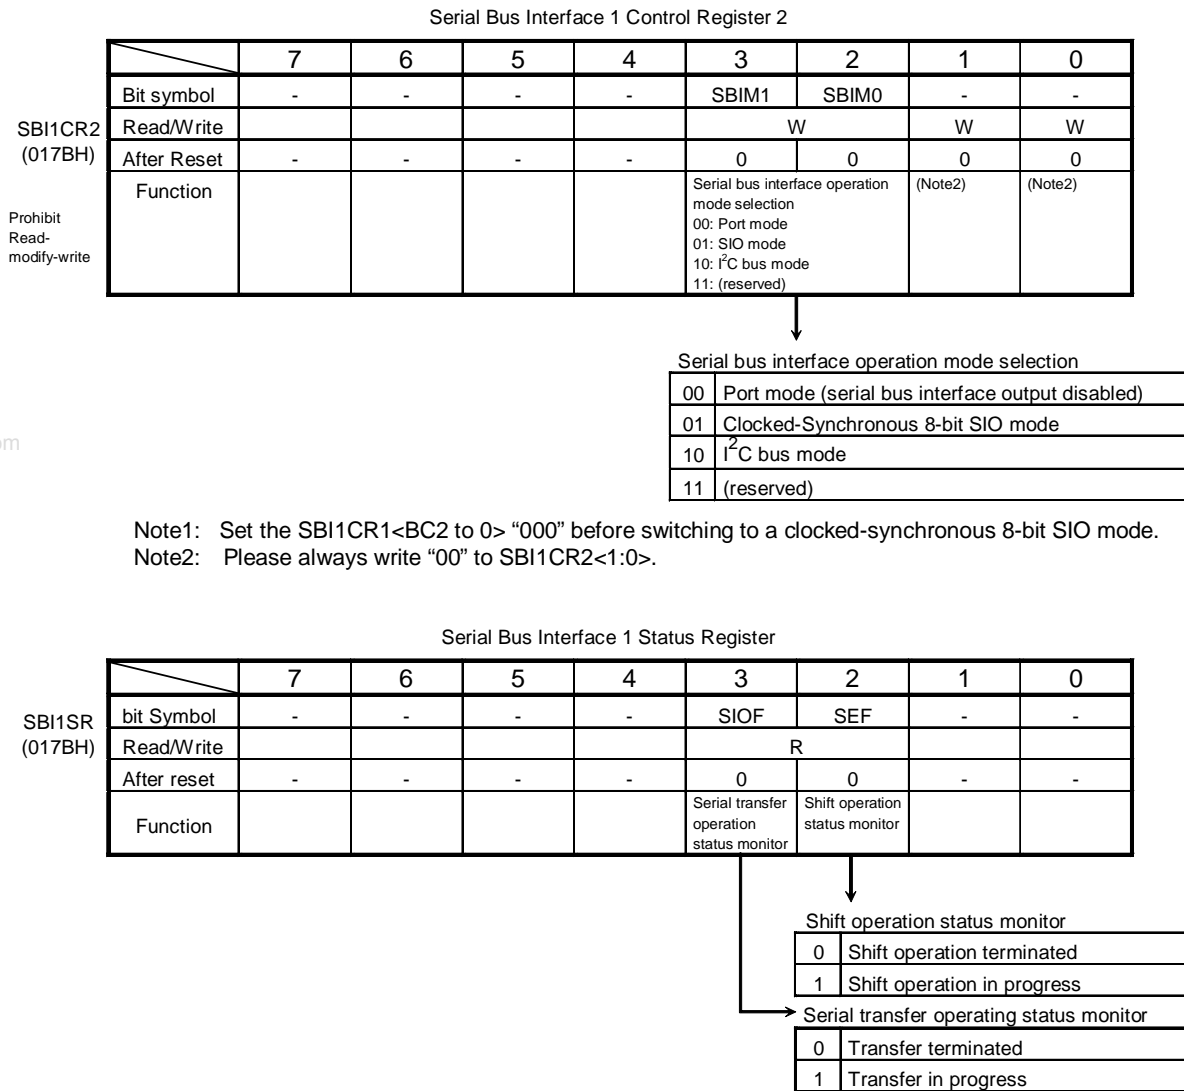 Serial Bus Interface 1 Control Register 2
7 6 5 4 3 2 1 0
Bit symbol - - - - SBIM1 SBIM0 - -
SBI1CR2
(017BH)
Read/Write W W W
After Reset - - - - 0 0 0 0
Prohibit
Read-
modify-write
Function
Serial bus interface operation
mode selection
00: Port mode
01: SIO mode
10: I2C bus mode
11: (reserved)
(Note2)
(Note2)
Serial bus interface operation mode selection
00 Port mode (serial bus interface output disabled)
01 Clocked-Synchronous 8-bit SIO mode
10 I2C bus mode
11 (reserved)
Note1: Set the SBI1CR1<BC2 to 0> “000” before switching to a clocked-synchronous 8-bit SIO mode.
Note2: Please always write “00” to SBI1CR2<1:0>.
Serial Bus Interface 1 Status Register
7 6 5 4 3 2 1 0
SBI1SR
(017BH)
bit Symbol - - - - SIOF SEF - -
Read/Write R
After reset - - - - 0 0 - -
Function
Serial transfer
operation
status monitor
Shift operation
status monitor
Shift operation status monitor
0 Shift operation terminated
1 Shift operation in progress
Serial transfer operating status monitor
0 Transfer terminated
1 Transfer in progress